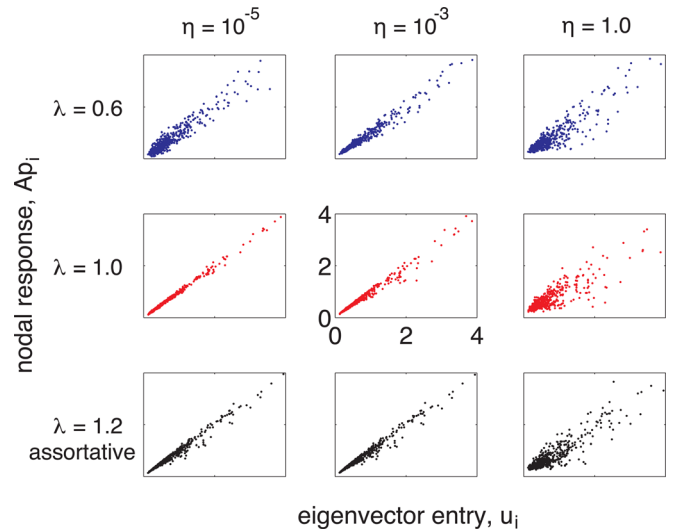 η = 10⁻⁵
η = 10⁻³
η = 1.0
nodal response, Apᵢ
λ = 0.6
λ = 1.0
4
2
0
0 2 4
λ = 1.2
assortative
eigenvector entry, uᵢ